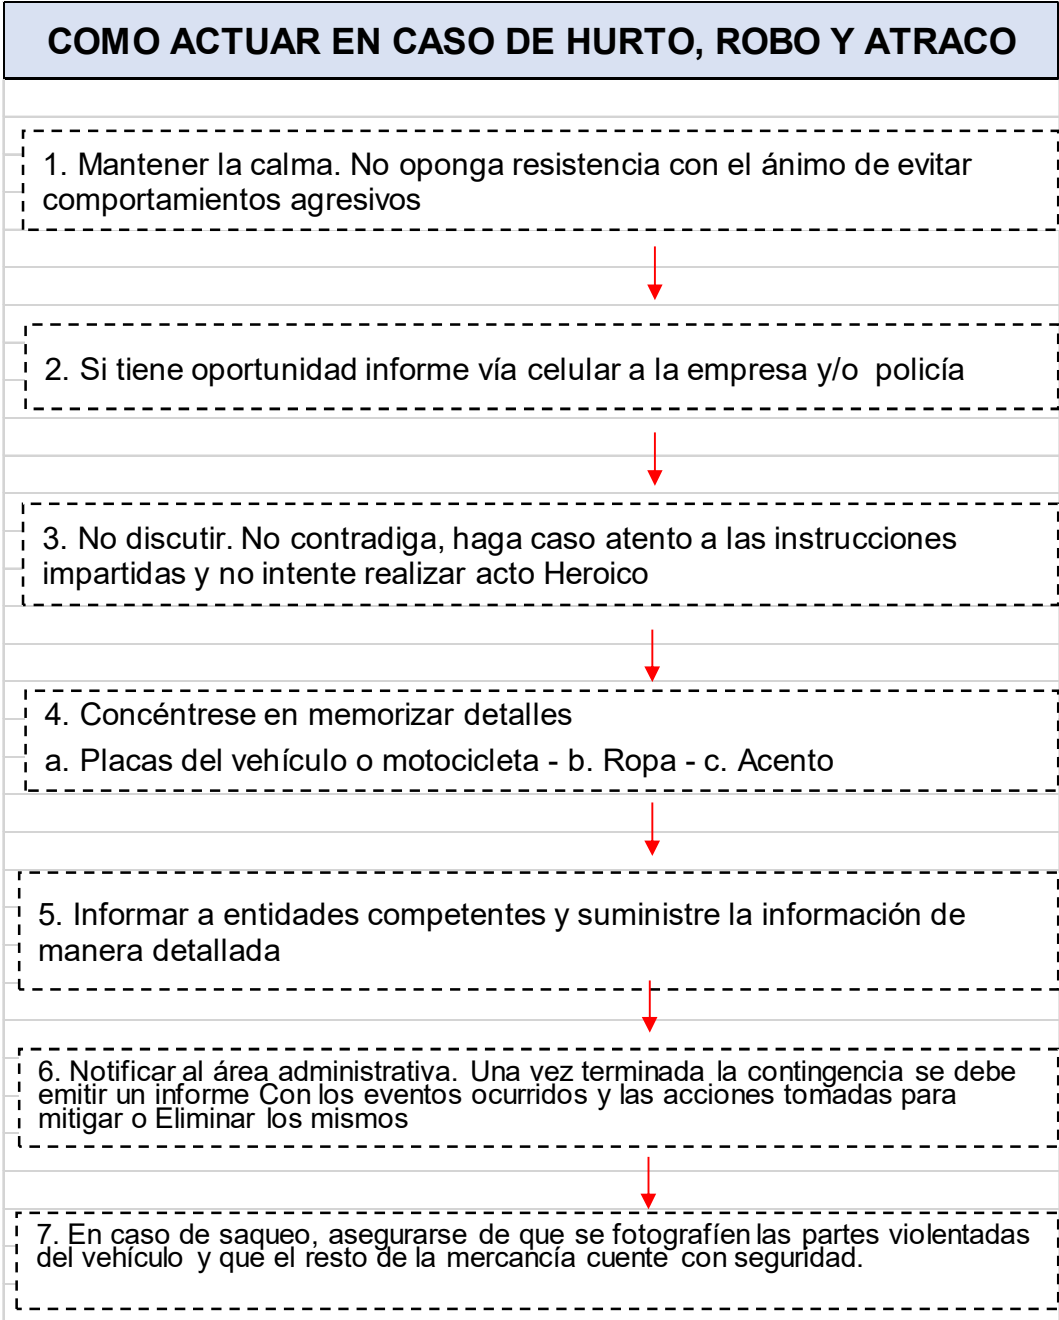 COMO ACTUAR EN CASO DE HURTO, ROBO Y ATRACO
1. Mantener la calma. No oponga resistencia con el ánimo de evitar
comportamientos agresivos
2. Si tiene oportunidad informe vía celular a la empresa y/o policía
3. No discutir. No contradiga, haga caso atento a las instrucciones
impartidas y no intente realizar acto Heroico
4. Concéntrese en memorizar detalles
a. Placas del vehículo o motocicleta - b. Ropa - c. Acento
5. Informar a entidades competentes y suministre la información de
manera detallada
6. Notificar al área administrativa. Una vez terminada la contingencia se debe
emitir un informe Con los eventos ocurridos y las acciones tomadas para
mitigar o Eliminar los mismos
7. En caso de saqueo, asegurarse de que se fotografíen las partes violentadas
del vehículo y que el resto de la mercancía cuente con seguridad.